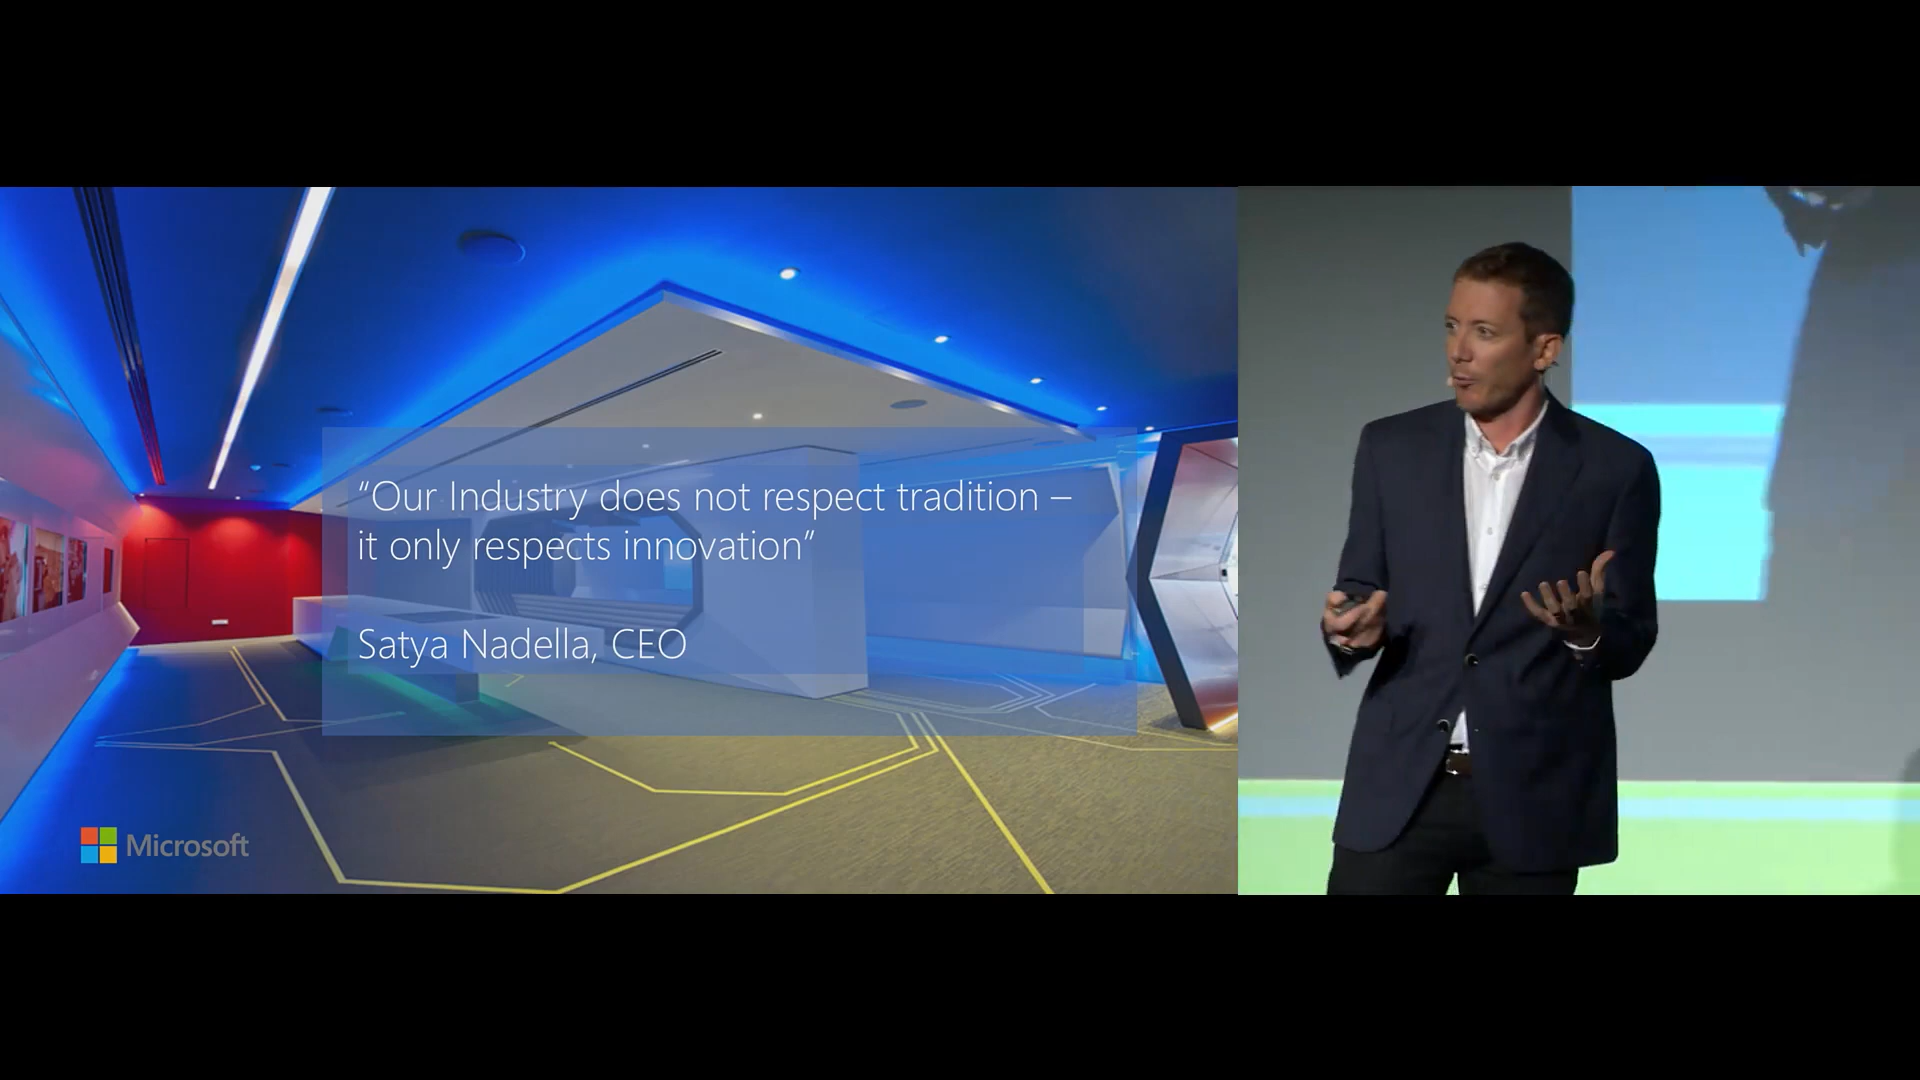 “Our Industry does not respect tradition –
it only respects innovation”
Satya Nadella, CEO
Microsoft